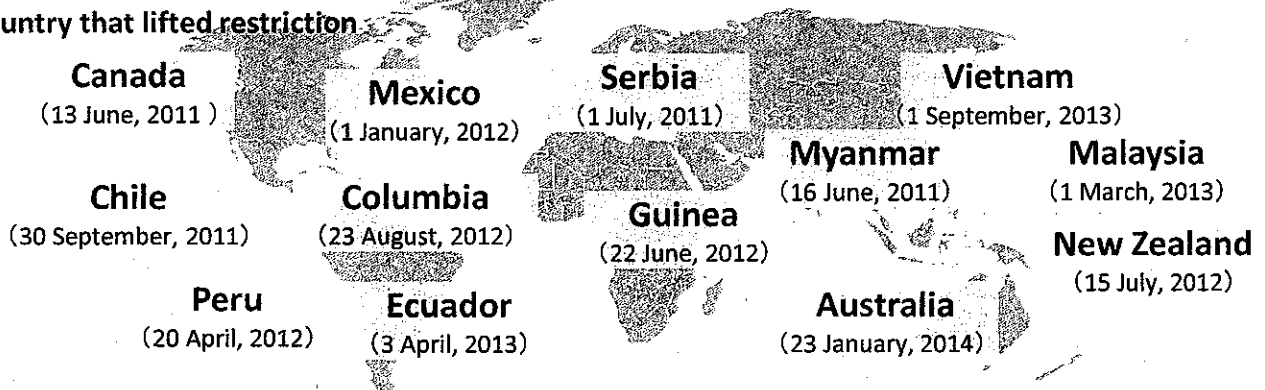 untry that lifted restriction
Canada
(13 June, 2011 )
Mexico
(1 January, 2012)
Serbia
(1 July, 2011)
Vietnam
(1 September, 2013)
Myanmar
(16 June, 2011)
Malaysia
(1 March, 2013)
Chile
(30 September, 2011)
Columbia
(23 August, 2012)
Guinea
(22 June, 2012)
New Zealand
(15 July, 2012)
Peru
(20 April, 2012)
Ecuador
(3 April, 2013)
Australia
(23 January, 2014)